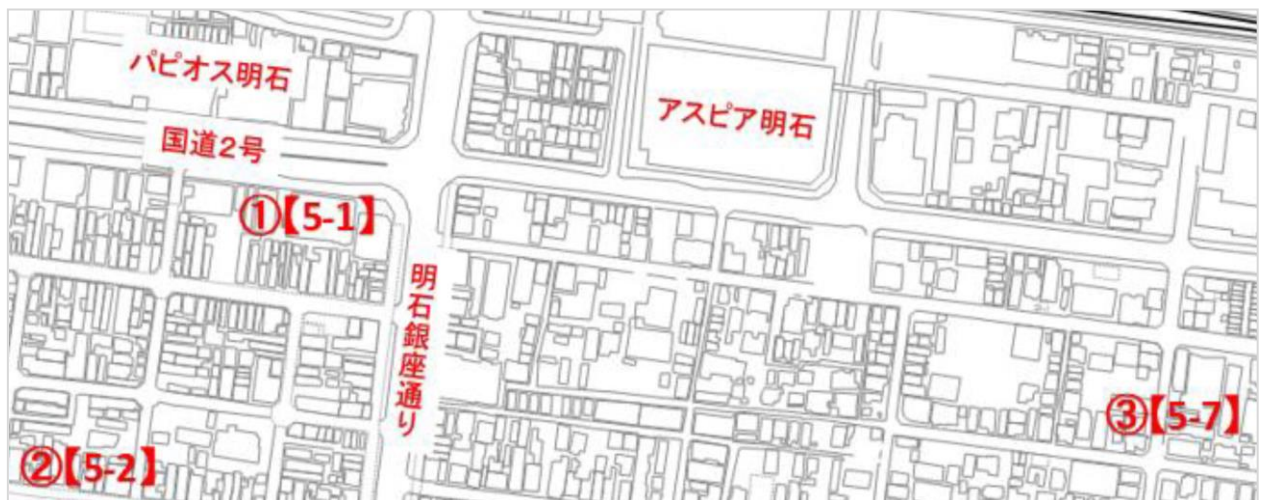 パピオス明石
アスピア明石
国道2号
①【5-1】
明石銀座通り
②【5-2】
③【5-7】